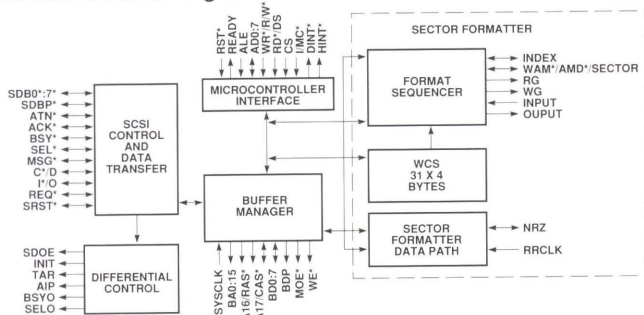 SECTOR FORMATTER
RST*
READY
ALE
AD0:7
WR*/R/W*
RD*/DS
CS
I/MC*
DINT*
HINT*
MICROCONTROLLER
INTERFACE
FORMAT
SEQUENCER
INDEX
WAM*/AMD*/SECTOR
RG
WG
INPUT
OUPUT
SDB0*:7*
SDBP*
ATN*
ACK*
BSY*
SEL*
MSG*
C*/D
I*/O
REQ*
SRST*
SCSI
CONTROL
AND
DATA
TRANSFER
WCS
31 X 4
BYTES
BUFFER
MANAGER
SECTOR
FORMATTER
DATA PATH
NRZ
RRCLK
SDOE
INIT
TAR
AIP
BSYO
SELO
DIFFERENTIAL
CONTROL
SYSCLK
BA0:15
A16/RAS*
A17/CAS*
BD0:7
BDP
MOE*
WE*